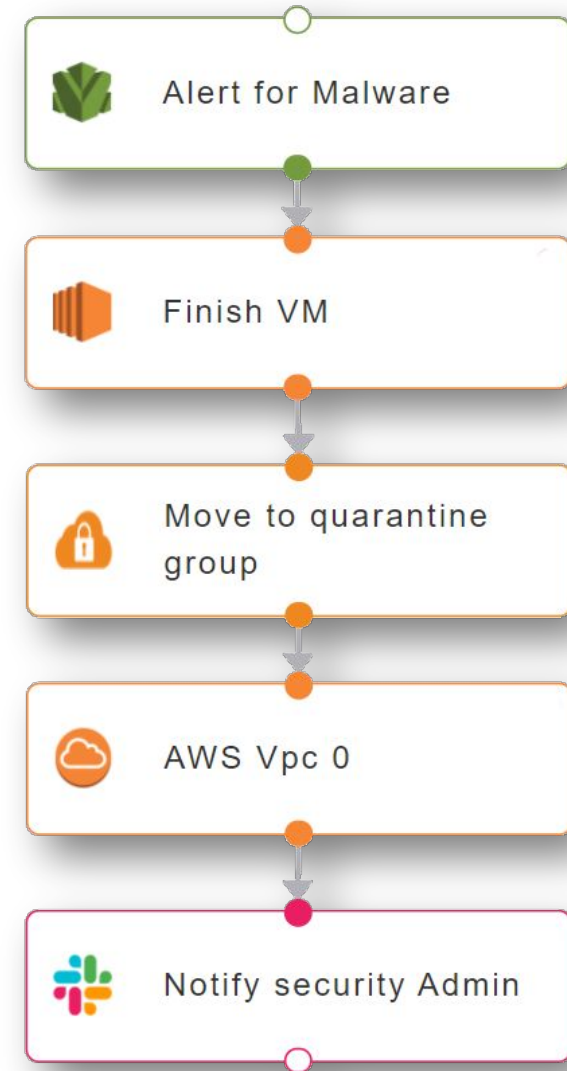 Alert for Malware
Finish VM
Move to quarantine
group
AWS Vpc 0
Notify security Admin